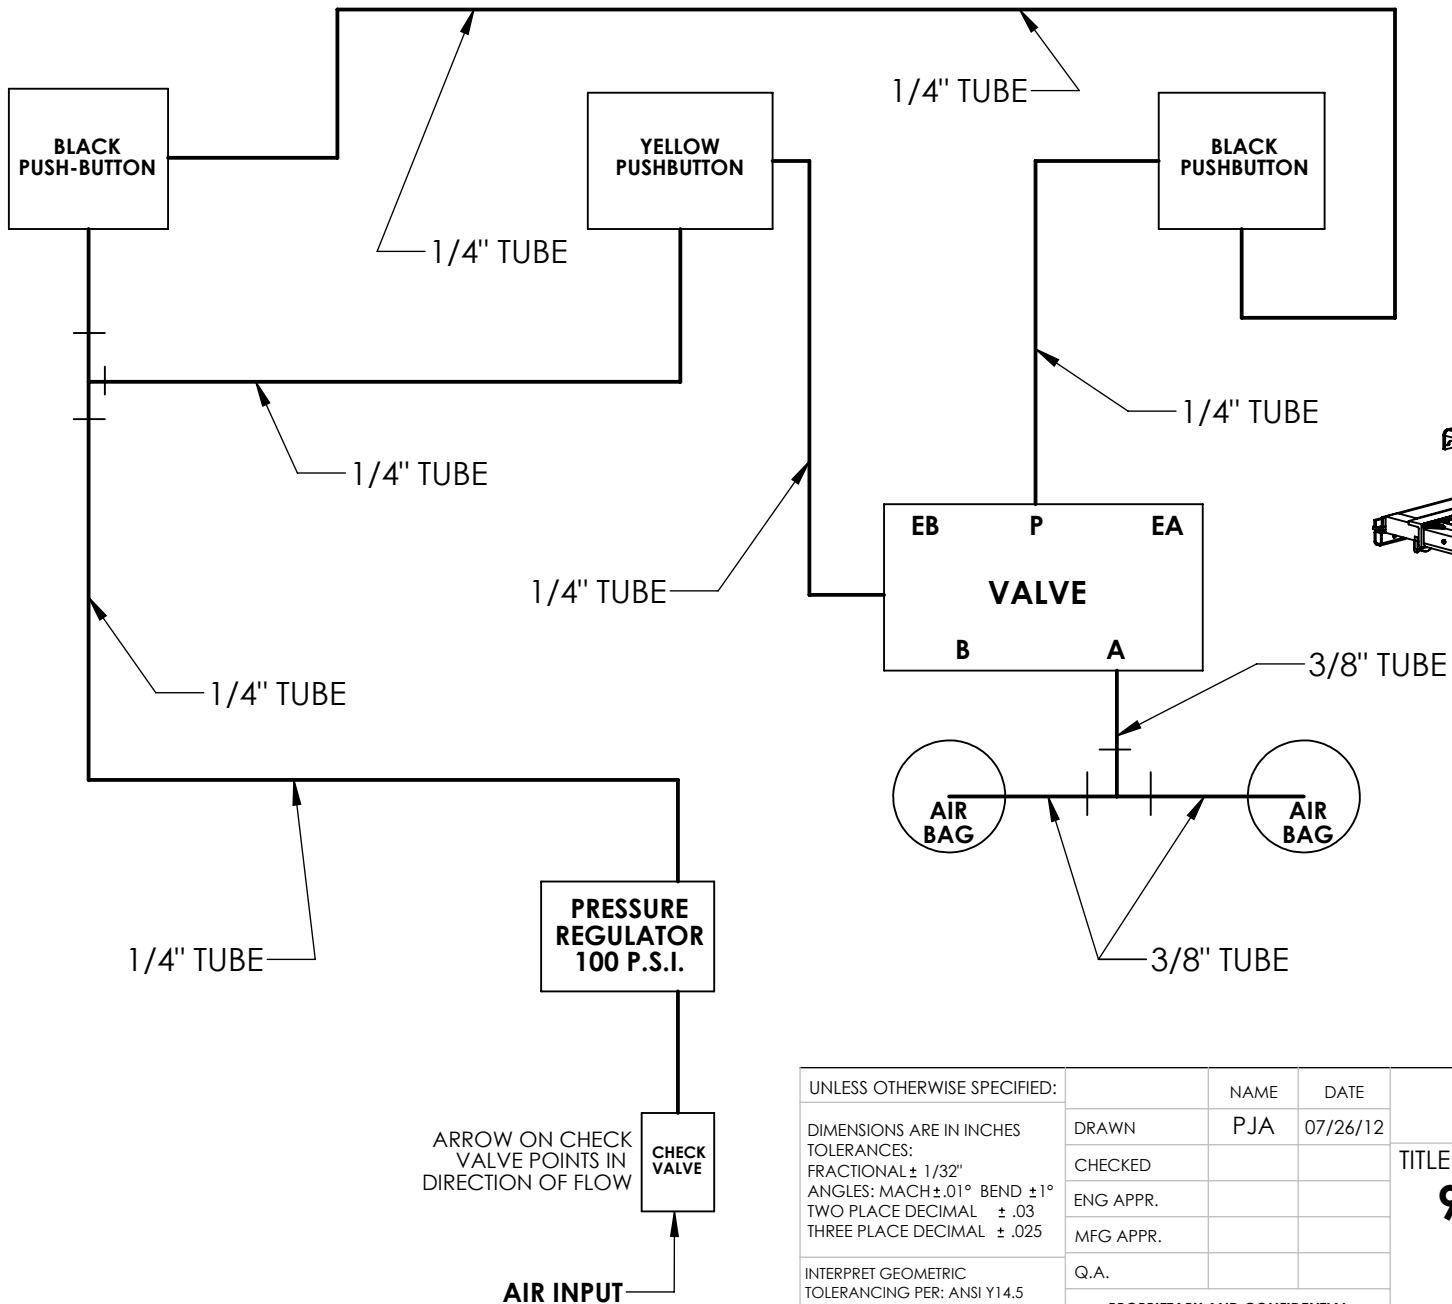 1/4" TUBE
BLACK
PUSH-BUTTON
YELLOW
PUSHBUTTON
BLACK
PUSHBUTTON
1/4" TUBE
1/4" TUBE
1/4" TUBE
EB P EA
1/4" TUBE
VALVE
B A
3/8" TUBE
1/4" TUBE
AIR
BAG
AIR
BAG
PRESSURE
REGULATOR
100 P.S.I.
1/4" TUBE
3/8" TUBE
ARROW ON CHECK
VALVE POINTS IN
DIRECTION OF FLOW
CHECK
VALVE
AIR INPUT
UNLESS OTHERWISE SPECIFIED:
DIMENSIONS ARE IN INCHES
TOLERANCES:
FRACTIONAL ± 1/32"
ANGLES: MACH ± .01° BEND ± 1°
TWO PLACE DECIMAL ± .03
THREE PLACE DECIMAL ± .025
INTERPRET GEOMETRIC
TOLERANCING PER: ANSI Y14.5
NAME DATE
DRAWN PJA 07/26/12
CHECKED
ENG APPR.
MFG APPR.
Q.A.
PROPRIETARY AND CONFIDENTIAL
TITLE